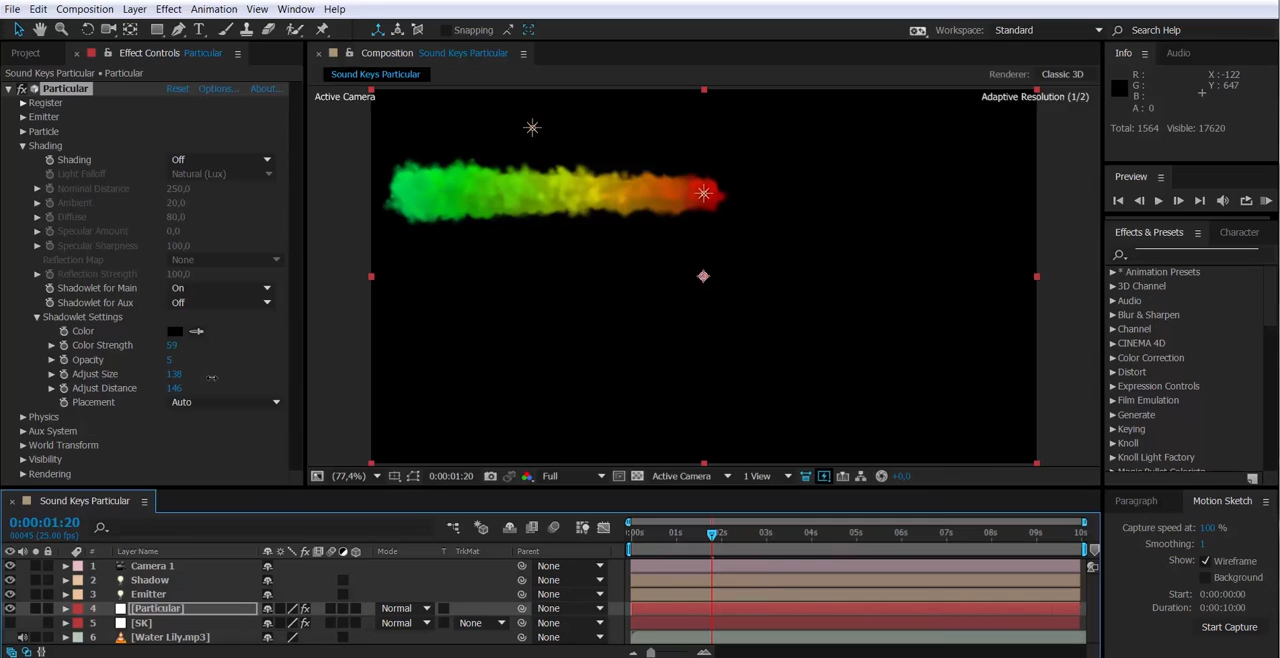 File Edit Composition Layer Effect Animation View Window Help
Snapping Workspace: Standard Search Help
Project Effect Controls Particular Composition Sound Keys Particular Info Audio
Sound Keys Particular • Particular Sound Keys Particular Renderer: Classic 3D
Particular Reset Options... About...
Active Camera Adaptive Resolution (1/2)
R: X: -122
G: Y: 647
B:
A: 0
Total: 1564 Visible: 17620
Register
Emitter
Particle
Shading
Shading Off
Light Falloff Natural (Lux)
Nominal Distance 250,0
Ambient 20,0
Diffuse 80,0
Specular Amount 0,0
Specular Sharpness 100,0
Reflection Map None
Reflection Strength 100,0
Shadowlet for Main On
Shadowlet for Aux Off
Shadowlet Settings
Color
Color Strength 59
Opacity 5
Adjust Size 138
Adjust Distance 146
Placement Auto
Physics
Aux System
World Transform
Visibility
Rendering
(77,4%) 0:00:01:20 Full Active Camera 1 View +0,0
Preview
Effects & Presets Character
* Animation Presets
3D Channel
Audio
Blur & Sharpen
Channel
CINEMA 4D
Color Correction
Distort
Expression Controls
Film Emulation
Generate
Keying
Knoll
Knoll Light Factory
Magic Bullet Colorista
Sound Keys Particular
0:00:01:20
00045 (25.00 fps)
:00s 01s 02s 03s 04s 05s 06s 07s 08s 09s 10s
# Layer Name Mode T TrkMat Parent
1 Camera 1 None
2 Shadow None
3 Emitter None
4 [Particular] Normal None
5 [SK] Normal None None
6 [Water Lily.mp3] None
Paragraph Motion Sketch
Capture speed at: 100 %
Smoothing: 1
Show: Wireframe
Background
Start: 0:00:00:00
Duration: 0:00:10:00
Start Capture